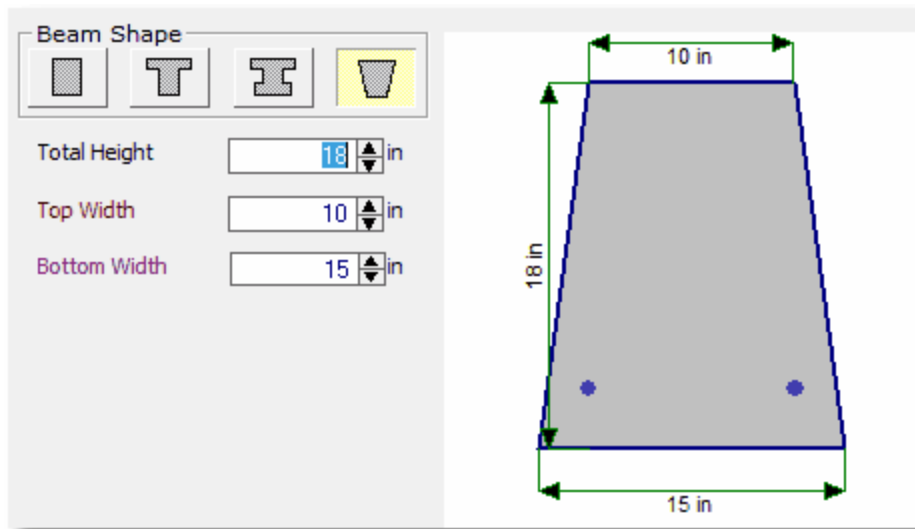 Beam Shape
Total Height 18 in
Top Width 10 in
Bottom Width 15 in
10 in
18 in
15 in